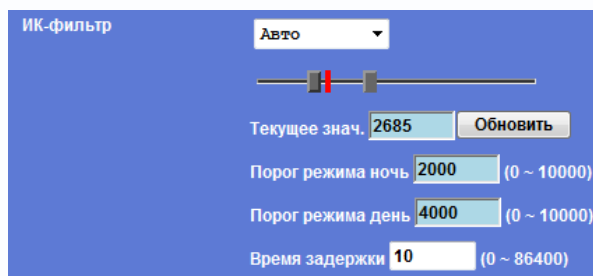 ИК-фильтр Авто
Текущее знач. 2685 Обновить
Порог режима ночь 2000 (0 ~ 10000)
Порог режима день 4000 (0 ~ 10000)
Время задержки 10 (0 ~ 86400)